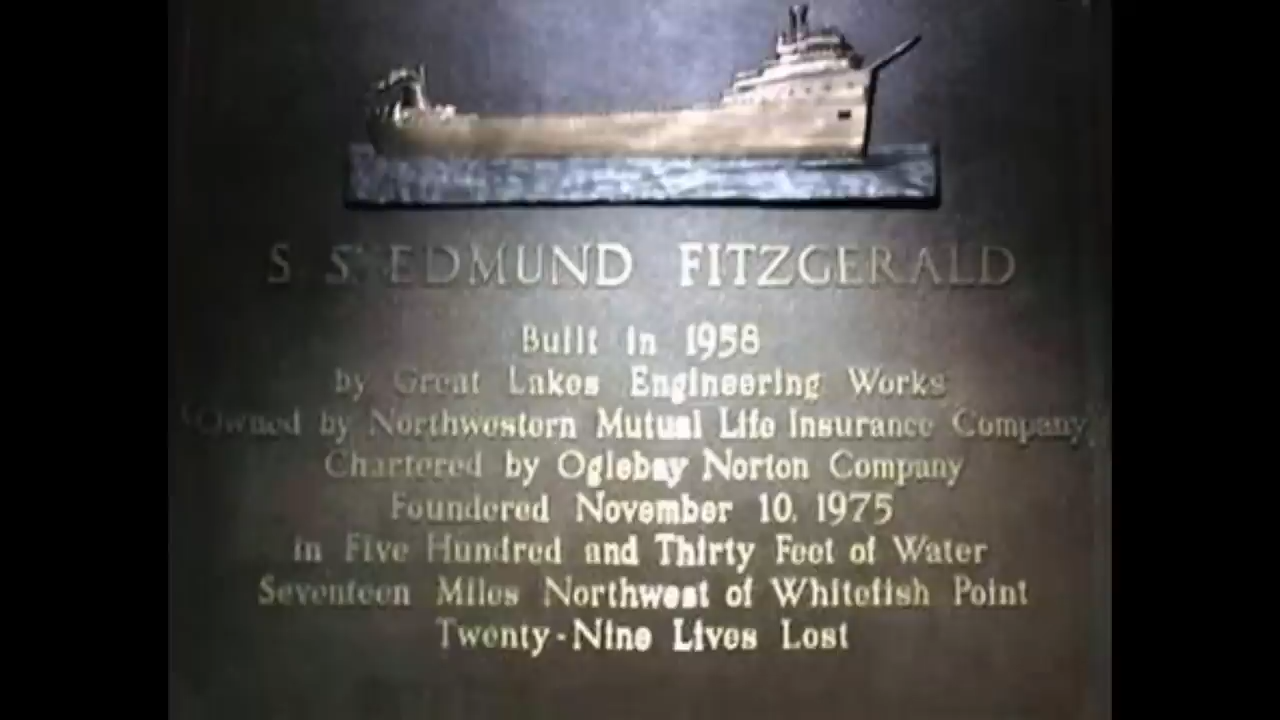 S S EDMUND FITZGERALD
Built in 1958
by Great Lakes Engineering Works
Owned by Northwestern Mutual Life Insurance Company
Chartered by Oglebay Norton Company
Foundered November 10, 1975
in Five Hundred and Thirty Feet of Water
Seventeen Miles Northwest of Whitefish Point
Twenty-Nine Lives Lost